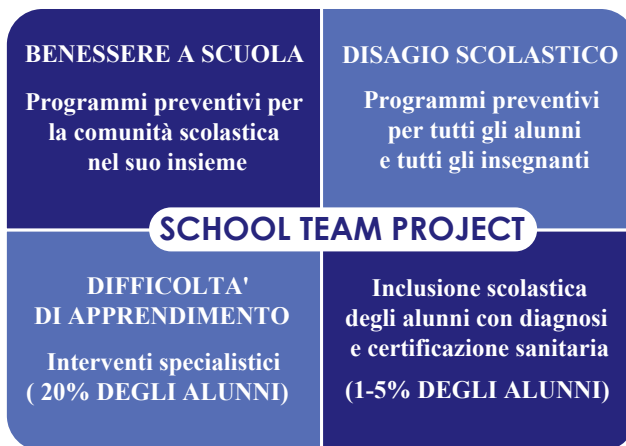 BENESSERE A SCUOLA
Programmi preventivi per
la comunità scolastica
nel suo insieme
DISAGIO SCOLASTICO
Programmi preventivi
per tutti gli alunni
e tutti gli insegnanti
SCHOOL TEAM PROJECT
DIFFICOLTA'
DI APPRENDIMENTO
Interventi specialistici
( 20% DEGLI ALUNNI)
Inclusione scolastica
degli alunni con diagnosi
e certificazione sanitaria
(1-5% DEGLI ALUNNI)